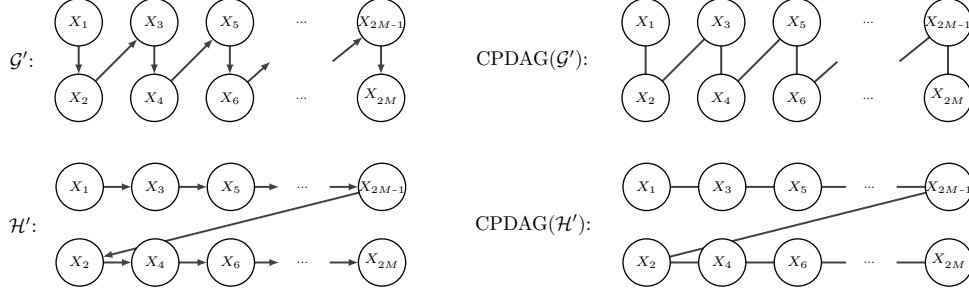 X₁ X₃ X₅ ... X₂M₋₁ X₁ X₃ X₅ ... X₂M₋₁
𝒢′: CPDAG(𝒢′):
X₂ X₄ X₆ ... X₂M X₂ X₄ X₆ ... X₂M
X₁ X₃ X₅ ... X₂M₋₁ X₁ X₃ X₅ ... X₂M₋₁
ℋ′: CPDAG(ℋ′):
X₂ X₄ X₆ ... X₂M X₂ X₄ X₆ ... X₂M